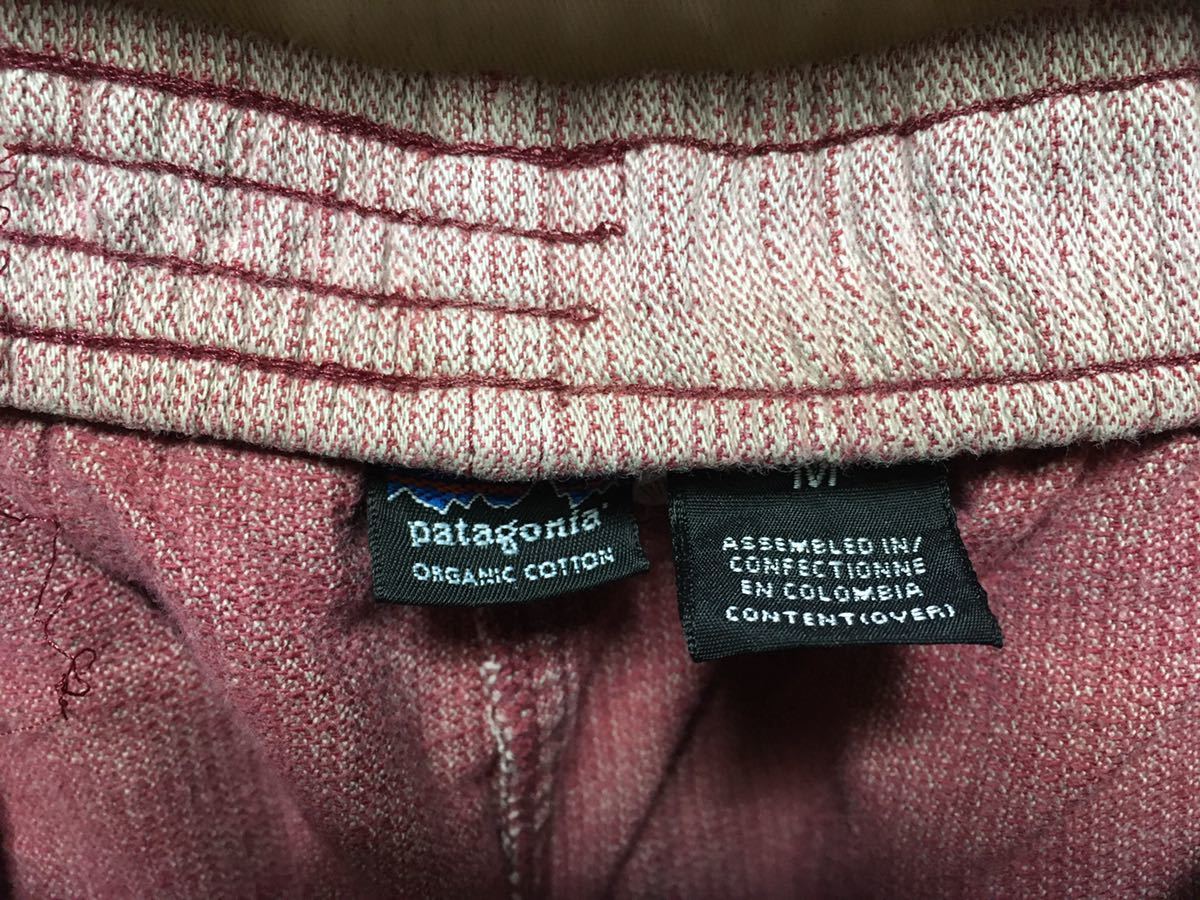 patagonia®
ORGANIC COTTON
M
ASSEMBLED IN/
CONFECTIONNE
EN COLOMBIA
CONTENT(OVER)